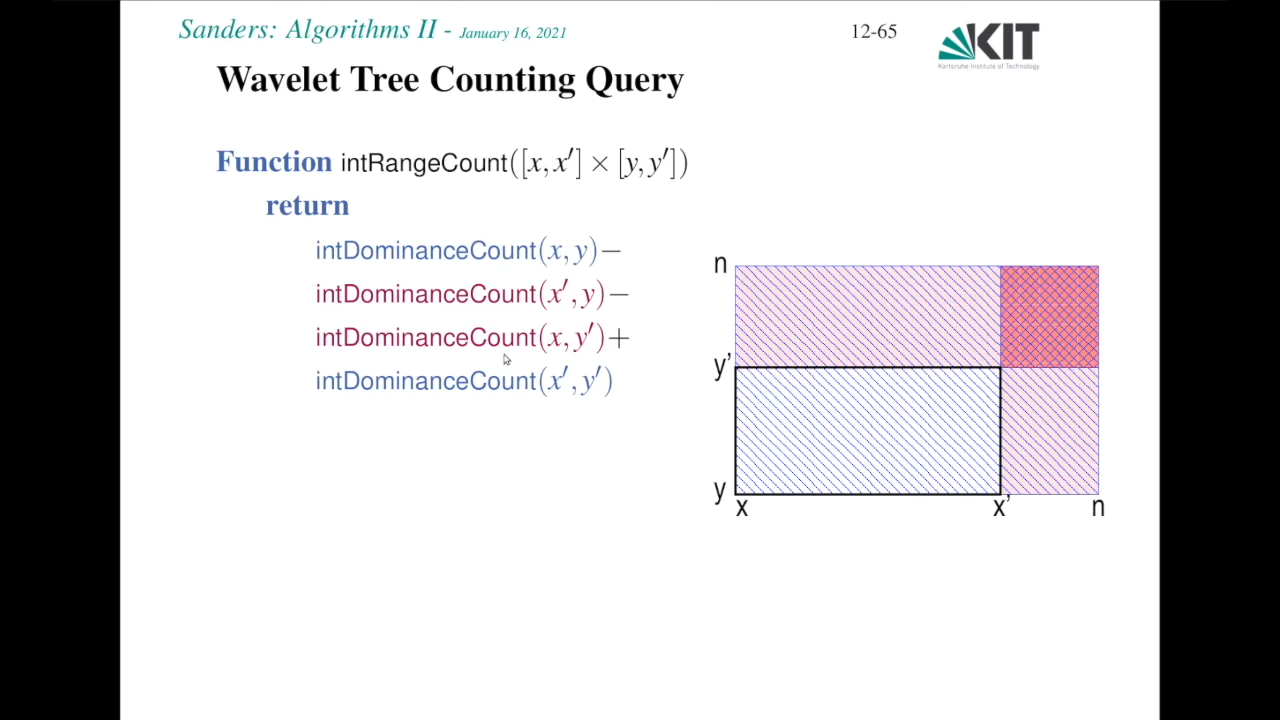 Sanders: Algorithms II - January 16, 2021
12-65
KIT
Karlsruhe Institute of Technology
Wavelet Tree Counting Query
Function intRangeCount([x, x′] × [y, y′])
return
intDominanceCount(x, y)−
intDominanceCount(x′, y)−
intDominanceCount(x, y′)+
intDominanceCount(x′, y′)
n
y'
y
x x' n